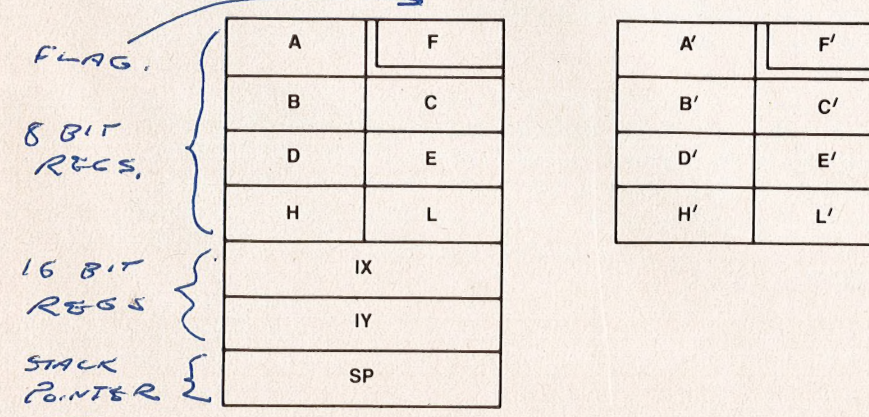 A F A′ F′
FLAG.
B C B′ C′
8 BIT
REGS.
D E D′ E′
H L H′ L′
16 BIT
REGS
IX
IY
STACK
POINTER
SP